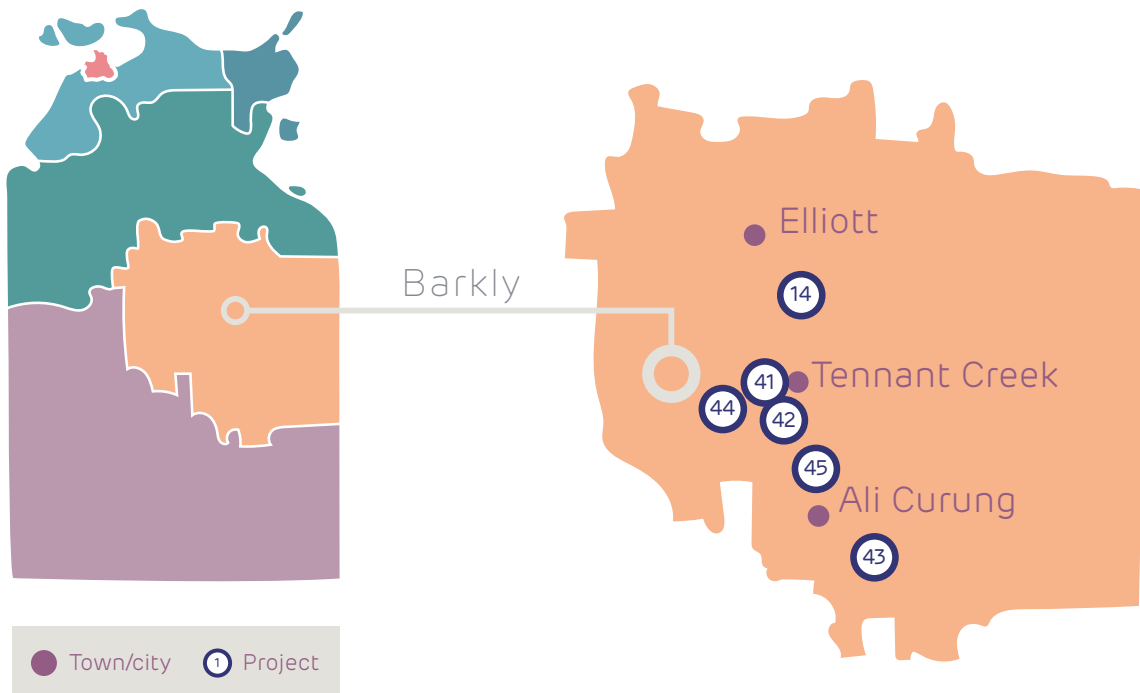 Elliott
14
Barkly
41
Tennant Creek
44
42
45
Ali Curung
43
Town/city
1
Project